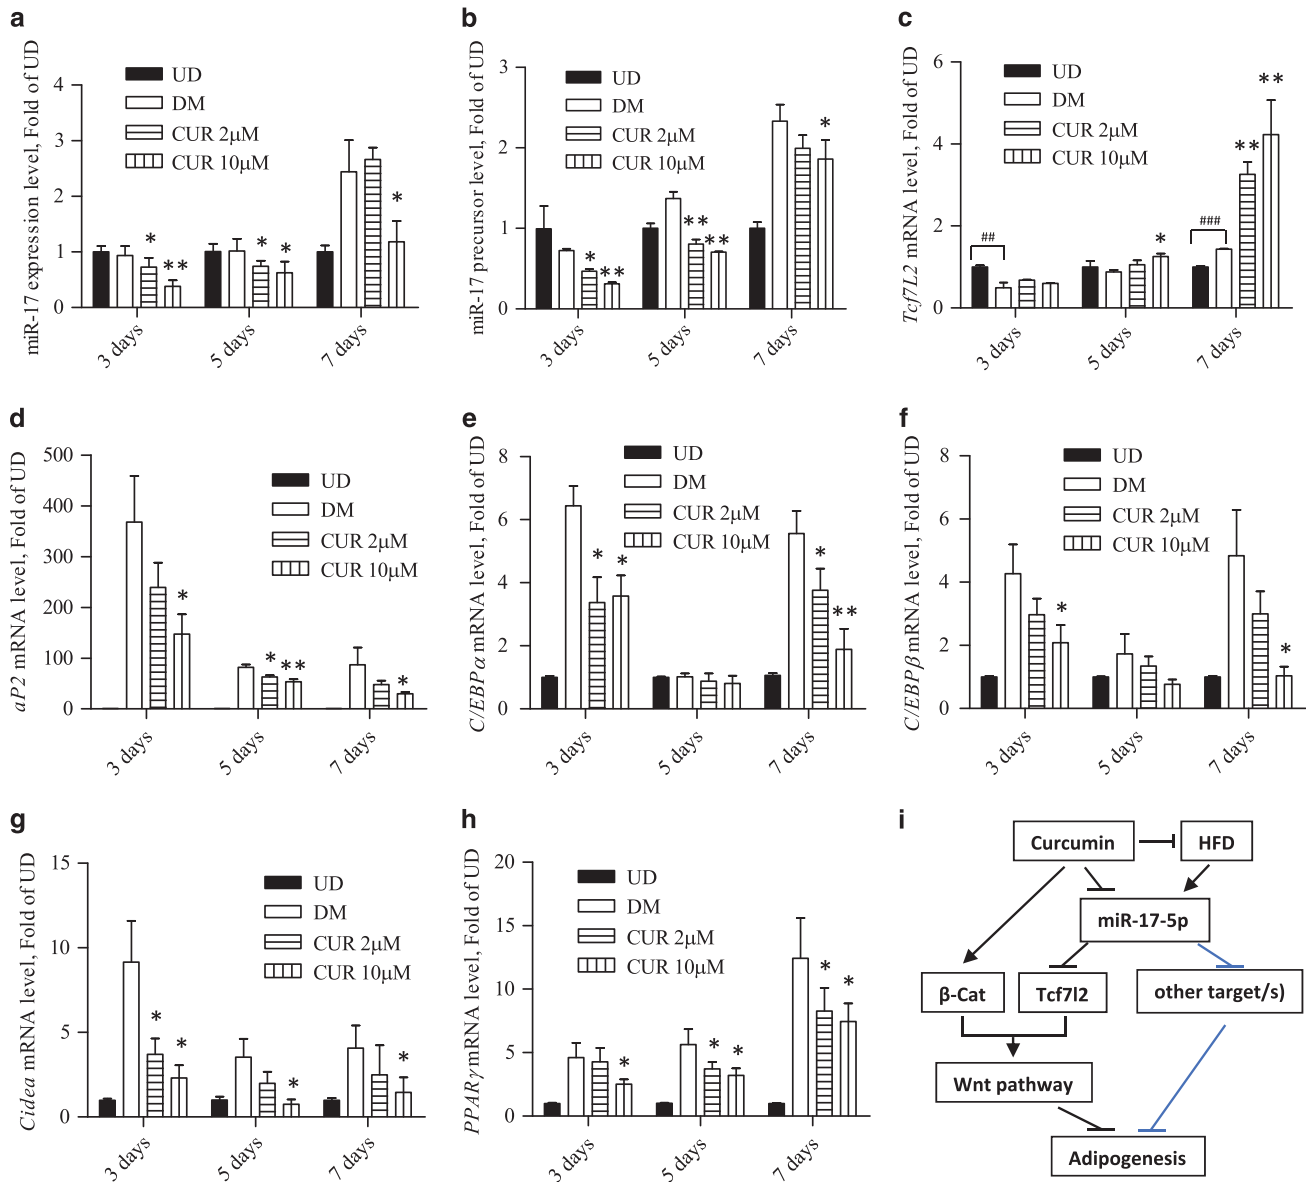 a
miR-17 expression level, Fold of UD
4
3
2
1
0
UD
DM
CUR 2μM
CUR 10μM
*
**
*
*
*
3 days
5 days
7 days
b
miR-17 precursor level, Fold of UD
3
2
1
0
UD
DM
CUR 2μM
CUR 10μM
*
**
**
**
*
3 days
5 days
7 days
c
Tcf7L2 mRNA level, Fold of UD
6
4
2
0
UD
DM
CUR 2μM
CUR 10μM
##
*
###
**
**
3 days
5 days
7 days
d
aP2 mRNA level, Fold of UD
500
400
300
200
100
0
UD
DM
CUR 2μM
CUR 10μM
*
*
**
*
3 days
5 days
7 days
e
C/EBPα mRNA level, Fold of UD
8
6
4
2
0
UD
DM
CUR 2μM
CUR 10μM
*
*
*
**
3 days
5 days
7 days
f
C/EBPβ mRNA level, Fold of UD
8
6
4
2
0
UD
DM
CUR 2μM
CUR 10μM
*
*
3 days
5 days
7 days
g
Cidea mRNA level, Fold of UD
15
10
5
0
UD
DM
CUR 2μM
CUR 10μM
*
*
*
*
3 days
5 days
7 days
h
PPARγ mRNA level, Fold of UD
20
15
10
5
0
UD
DM
CUR 2μM
CUR 10μM
*
*
*
*
*
3 days
5 days
7 days
i
Curcumin
HFD
miR-17-5p
β-Cat
Tcf7l2
other target/s)
Wnt pathway
Adipogenesis